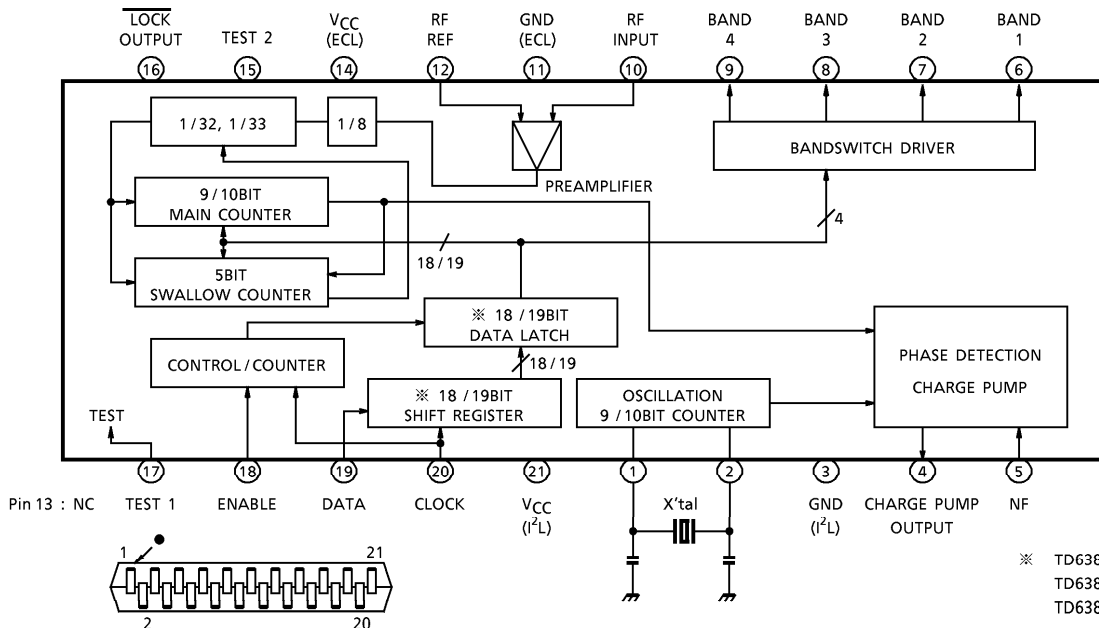 LOCK OUTPUT
TEST 2
VCC (ECL)
RF REF
GND (ECL)
RF INPUT
BAND 4
BAND 3
BAND 2
BAND 1
16
15
14
12
11
10
9
8
7
6
1/32, 1/33
1/8
PREAMPLIFIER
BANDSWITCH DRIVER
9/10BIT
MAIN COUNTER
4
18/19
5BIT
SWALLOW COUNTER
※ 18/19BIT
DATA LATCH
18/19
CONTROL/COUNTER
※ 18/19BIT
SHIFT REGISTER
OSCILLATION
9/10BIT COUNTER
PHASE DETECTION
CHARGE PUMP
TEST
17
18
19
20
21
1
2
3
4
5
Pin 13 : NC
TEST 1
ENABLE
DATA
CLOCK
VCC
(I²L)
X'tal
GND
(I²L)
CHARGE PUMP
OUTPUT
NF
1
21
2
20
※ TD638
TD638
TD638